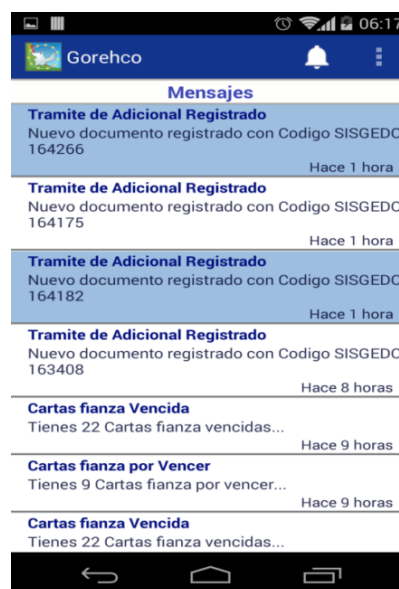 06:17
Gorehco
Mensajes
Tramite de Adicional Registrado
Nuevo documento registrado con Codigo SISGEDO
164266
Hace 1 hora
Tramite de Adicional Registrado
Nuevo documento registrado con Codigo SISGEDO
164175
Hace 1 hora
Tramite de Adicional Registrado
Nuevo documento registrado con Codigo SISGEDO
164182
Hace 1 hora
Tramite de Adicional Registrado
Nuevo documento registrado con Codigo SISGEDO
163408
Hace 8 horas
Cartas fianza Vencida
Tienes 22 Cartas fianza vencidas...
Hace 9 horas
Cartas fianza por Vencer
Tienes 9 Cartas fianza por vencer...
Hace 9 horas
Cartas fianza Vencida
Tienes 22 Cartas fianza vencidas...